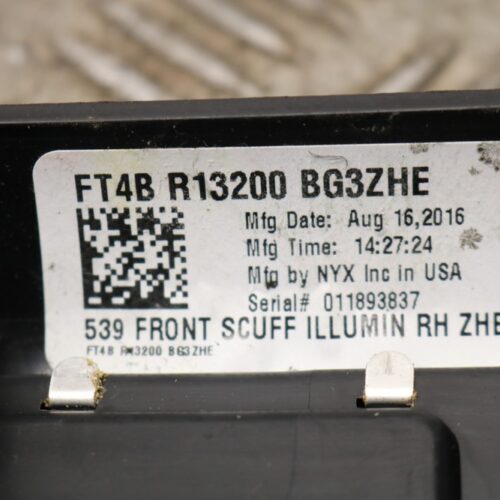 FT4B R13200 BG3ZHE
Mfg Date: Aug 16,2016
Mfg Time: 14:27:24
Mfg by NYX Inc in USA
Serial# 011893837
539 FRONT SCUFF ILLUMIN RH ZHE
FT4B R13200 BG3ZHE